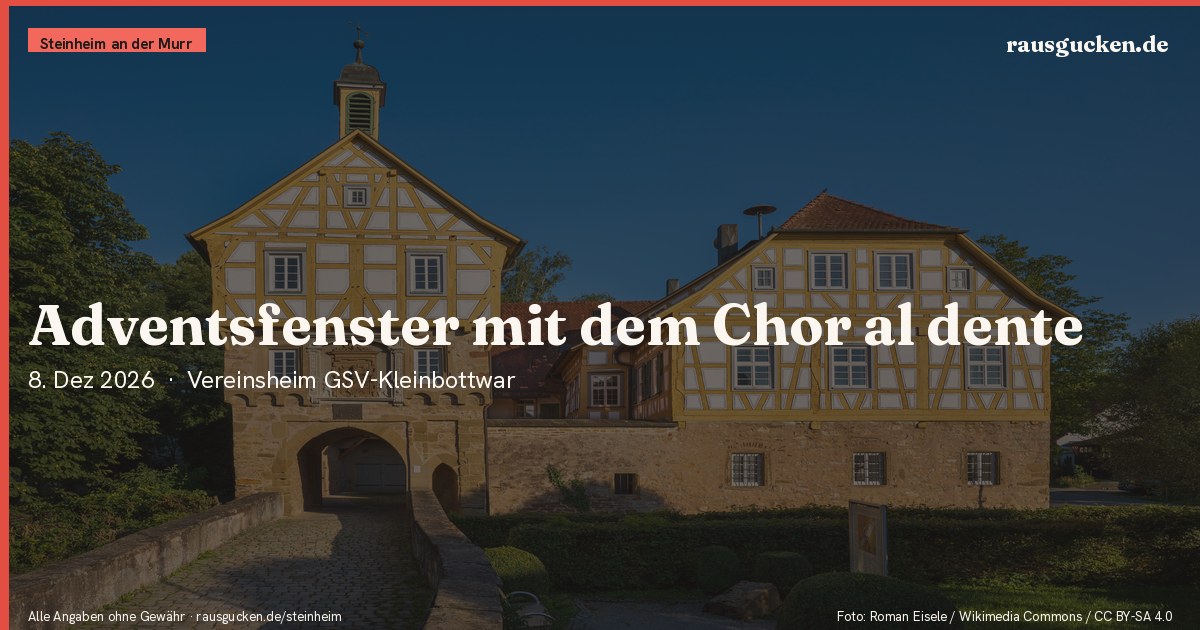 Steinheim an der Murr
rausgucken.de
Adventsfenster mit dem Chor al dente
8. Dez 2026 · Vereinsheim GSV-Kleinbottwar
Alle Angaben ohne Gewähr · rausgucken.de/steinheim
Foto: Roman Eisele / Wikimedia Commons / CC BY-SA 4.0